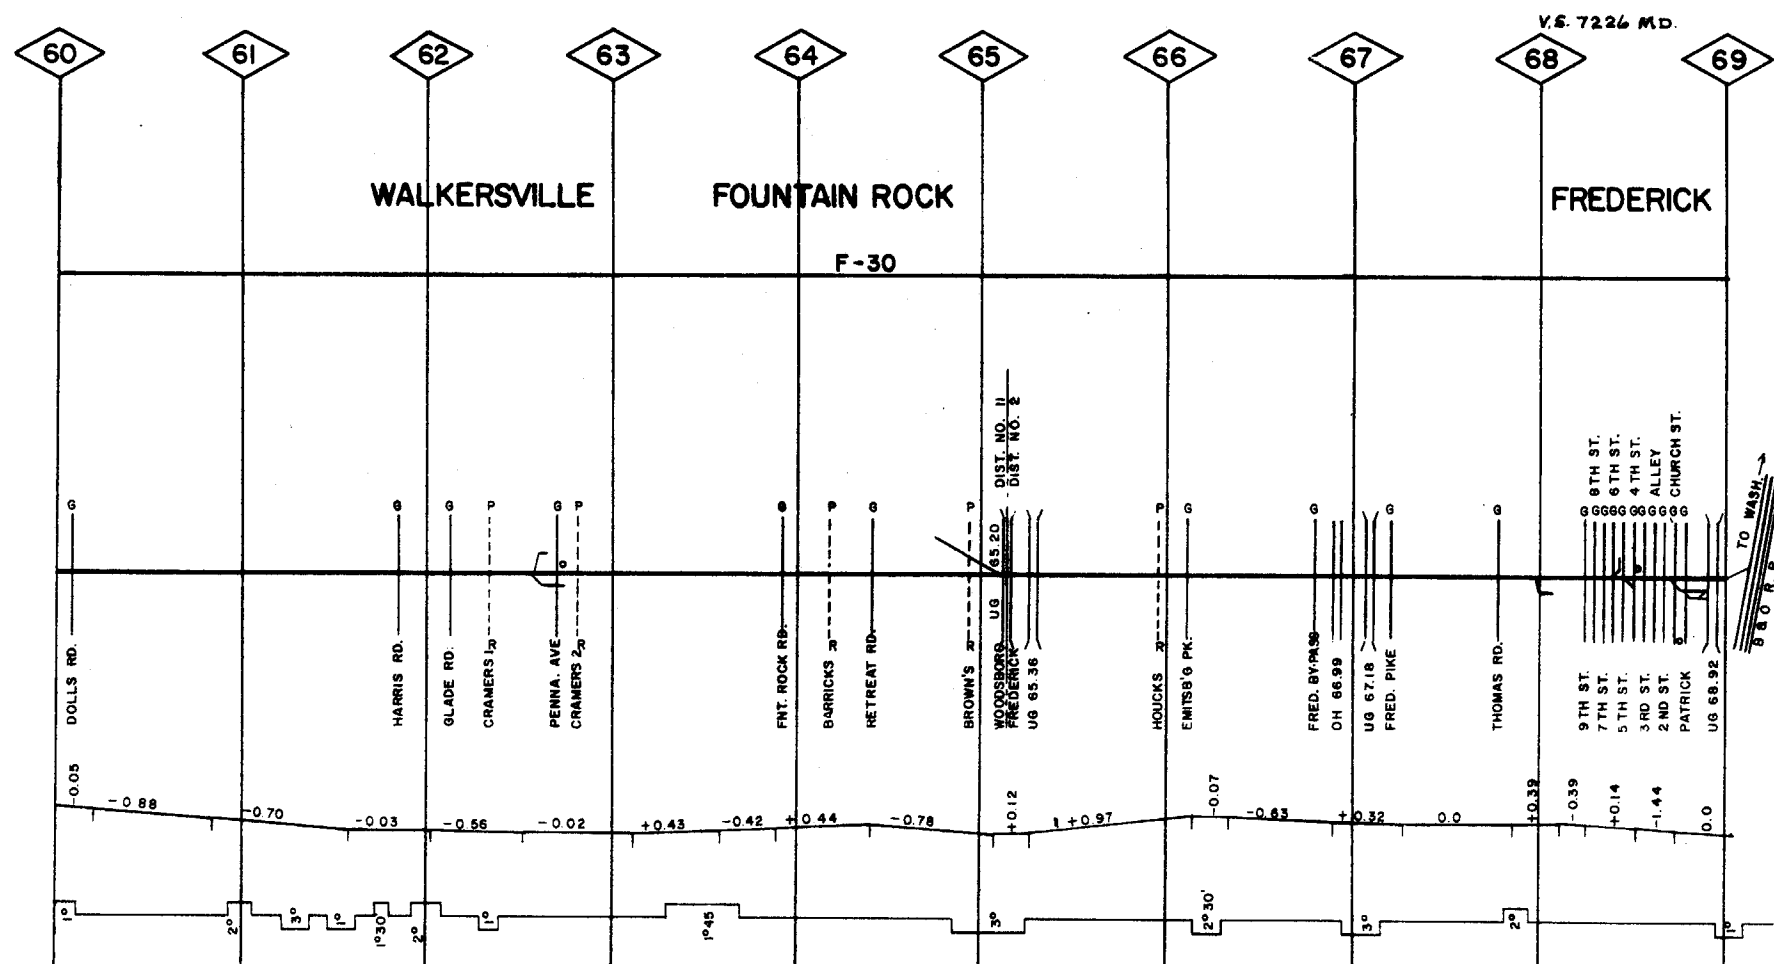 V.S. 7226 MD.
60 61 62 63 64 65 66 67 68 69
WALKERSVILLE FOUNTAIN ROCK FREDERICK
F-30
DIST. NO. 11
DIST. NO. 2
8TH ST.
6TH ST.
4TH ST.
ALLEY
CHURCH ST.
TO WASH.
B & O R.R.
G G G P G P G P G P P G G G G G G G G G G G G G G G
R R R R R
DOLLS RD.
HARRIS RD.
GLADE RD.
CRAMERS 1
PENNA. AVE
CRAMERS 2
FNT. ROCK RD.
BARRICKS
RETREAT RD.
BROWN'S
UG 65.20
WOODSBORO
FREDERICK
UG 65.36
HOUCKS
EMITSB'G PK.
FRED. BY-PASS
OH 66.99
UG 67.18
FRED. PIKE
THOMAS RD.
9TH ST.
7TH ST.
5TH ST.
3RD ST.
2ND ST.
PATRICK
UG 68.92
-0.05 -0.88 -0.70 -0.03 -0.56 -0.02 +0.43 -0.42 +0.44 -0.78 +0.12 +0.97 -0.07 -0.63 +0.32 0.0 +0.39 -0.39 +0.14 -1.44 0.0
1° 2° 3° 1° 1°30' 2° 1° 1°45 3° 2°30' 3° 2° 1°